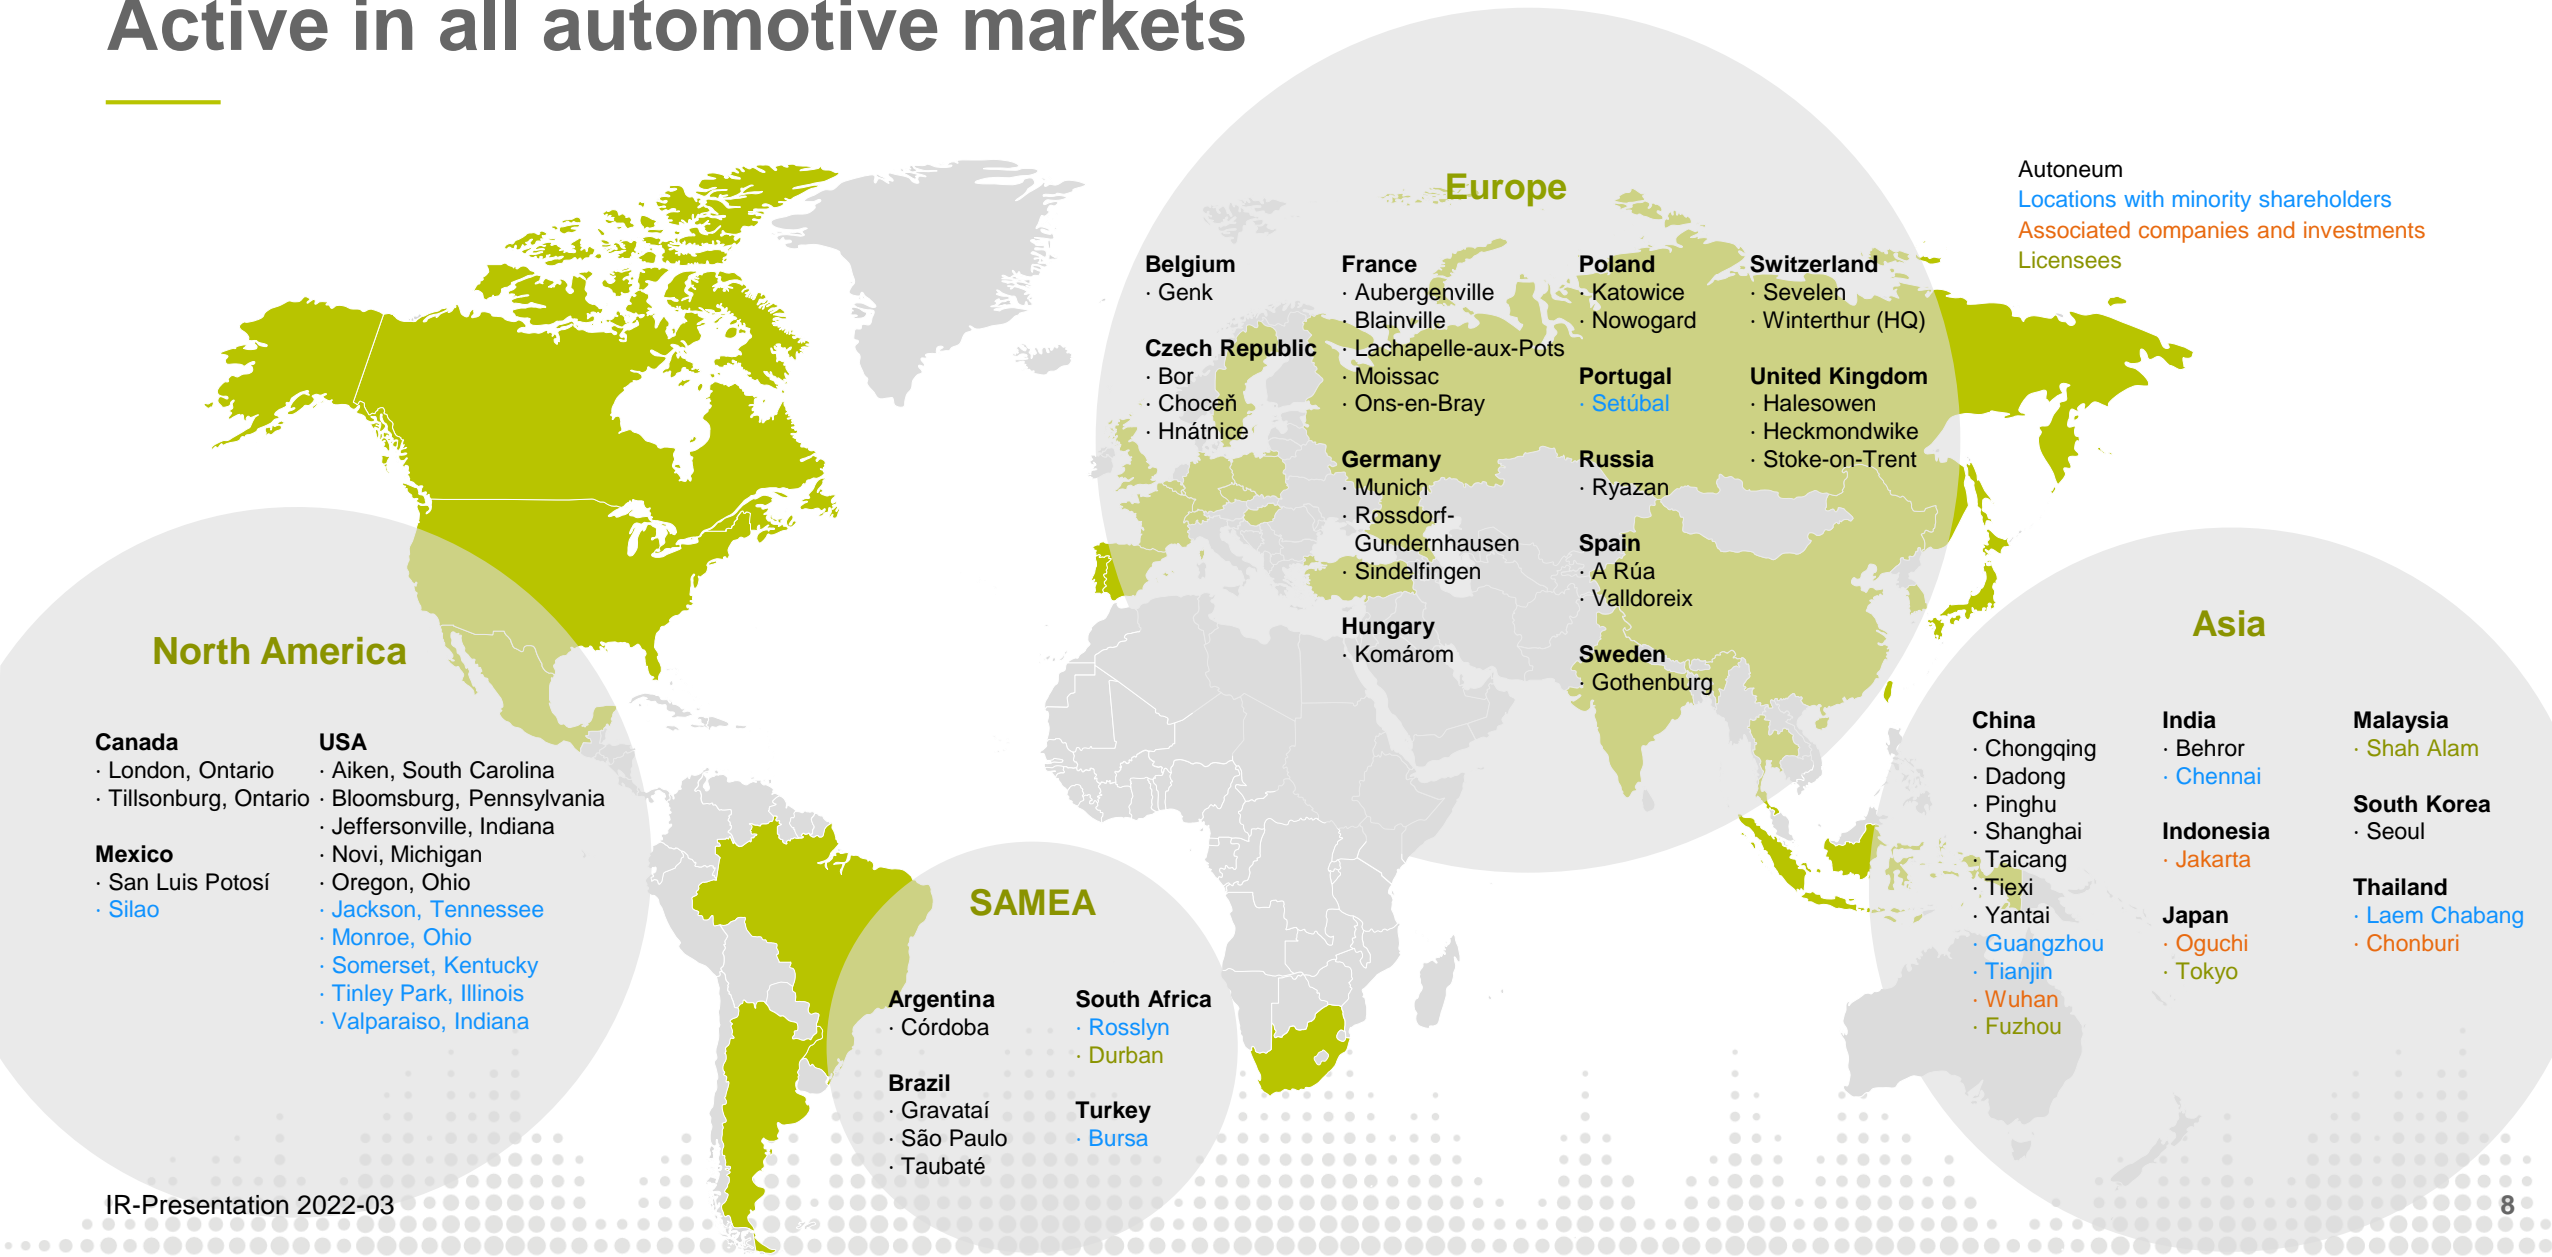 Active in all automotive markets
Autoneum
Locations with minority shareholders
Associated companies and investments
Licensees
Europe
Belgium
· Genk
Czech Republic
· Bor
· Choceň
· Hnátnice
France
· Aubergenville
· Blainville
· Lachapelle-aux-Pots
· Moissac
· Ons-en-Bray
Germany
· Munich
· Rossdorf-
Gundernhausen
· Sindelfingen
Hungary
· Komárom
Poland
· Katowice
· Nowogard
Portugal
· Setúbal
Russia
· Ryazan
Spain
· A Rúa
· Valldoreix
Sweden
· Gothenburg
Switzerland
· Sevelen
· Winterthur (HQ)
United Kingdom
· Halesowen
· Heckmondwike
· Stoke-on-Trent
North America
Canada
· London, Ontario
· Tillsonburg, Ontario
Mexico
· San Luis Potosí
· Silao
USA
· Aiken, South Carolina
· Bloomsburg, Pennsylvania
· Jeffersonville, Indiana
· Novi, Michigan
· Oregon, Ohio
· Jackson, Tennessee
· Monroe, Ohio
· Somerset, Kentucky
· Tinley Park, Illinois
· Valparaiso, Indiana
SAMEA
Argentina
· Córdoba
Brazil
· Gravataí
· São Paulo
· Taubaté
South Africa
· Rosslyn
· Durban
Turkey
· Bursa
Asia
China
· Chongqing
· Dadong
· Pinghu
· Shanghai
· Taicang
· Tiexi
· Yantai
· Guangzhou
· Tianjin
· Wuhan
· Fuzhou
India
· Behror
· Chennai
Indonesia
· Jakarta
Japan
· Oguchi
· Tokyo
Malaysia
· Shah Alam
South Korea
· Seoul
Thailand
· Laem Chabang
· Chonburi
IR-Presentation 2022-03
8